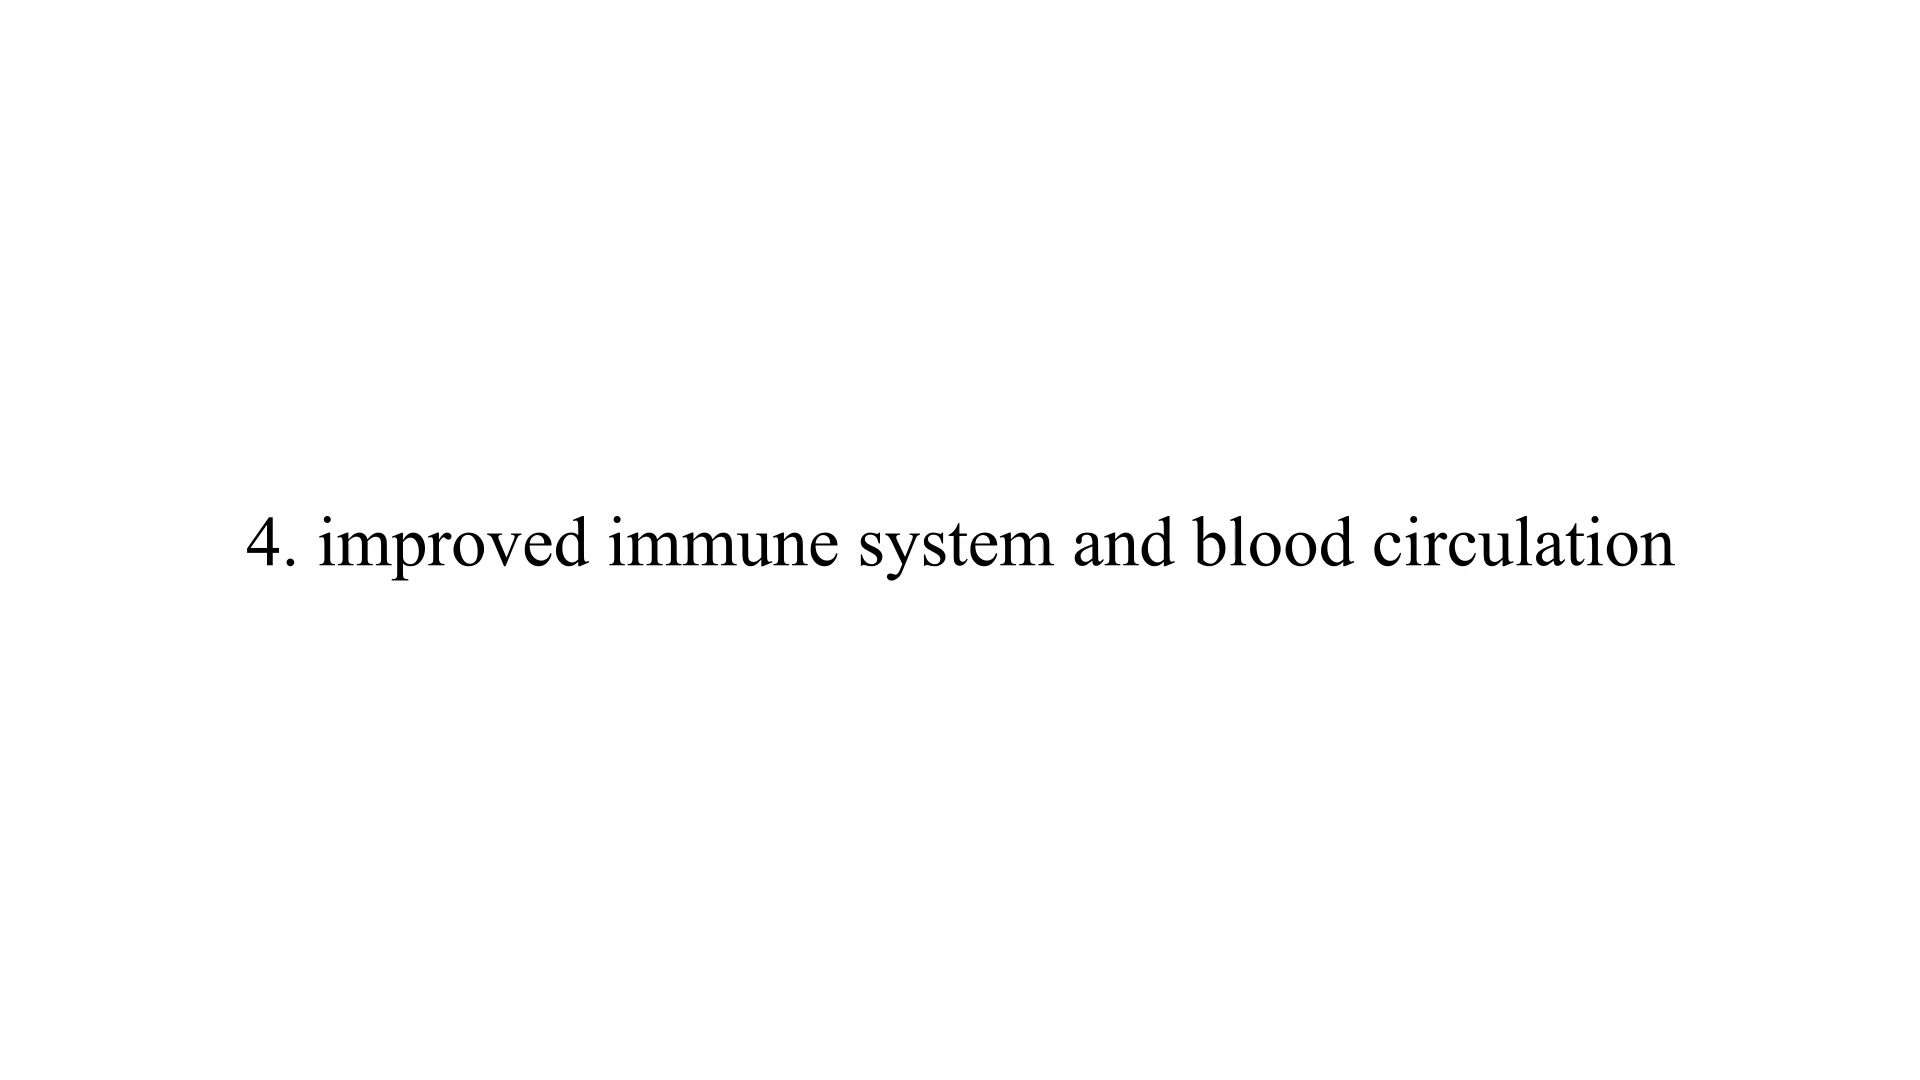 4. improved immune system and blood circulation